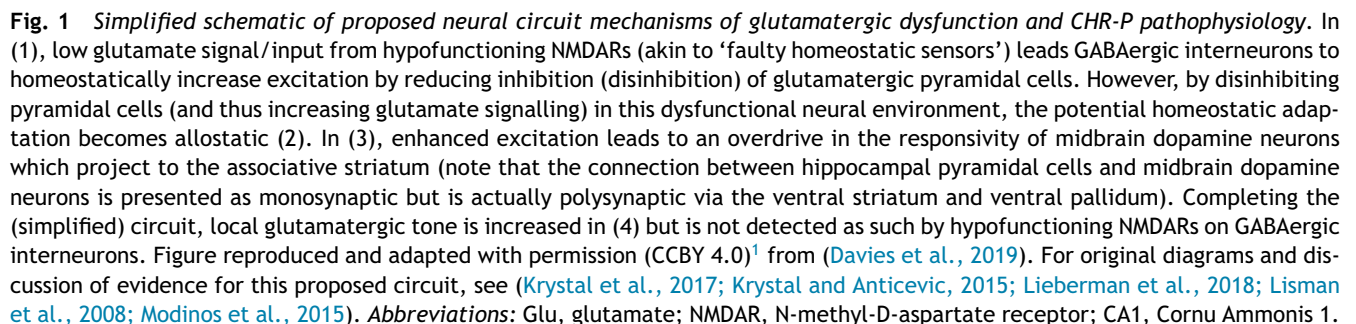 Fig. 1 Simplified schematic of proposed neural circuit mechanisms of glutamatergic dysfunction and CHR-P pathophysiology. In
(1), low glutamate signal/input from hypofunctioning NMDARs (akin to ‘faulty homeostatic sensors’) leads GABAergic interneurons to
homeostatically increase excitation by reducing inhibition (disinhibition) of glutamatergic pyramidal cells. However, by disinhibiting
pyramidal cells (and thus increasing glutamate signalling) in this dysfunctional neural environment, the potential homeostatic adap-
tation becomes allostatic (2). In (3), enhanced excitation leads to an overdrive in the responsivity of midbrain dopamine neurons
which project to the associative striatum (note that the connection between hippocampal pyramidal cells and midbrain dopamine
neurons is presented as monosynaptic but is actually polysynaptic via the ventral striatum and ventral pallidum). Completing the
(simplified) circuit, local glutamatergic tone is increased in (4) but is not detected as such by hypofunctioning NMDARs on GABAergic
interneurons. Figure reproduced and adapted with permission (CCBY 4.0)1 from (Davies et al., 2019). For original diagrams and dis-
cussion of evidence for this proposed circuit, see (Krystal et al., 2017; Krystal and Anticevic, 2015; Lieberman et al., 2018; Lisman
et al., 2008; Modinos et al., 2015). Abbreviations: Glu, glutamate; NMDAR, N-methyl-D-aspartate receptor; CA1, Cornu Ammonis 1.